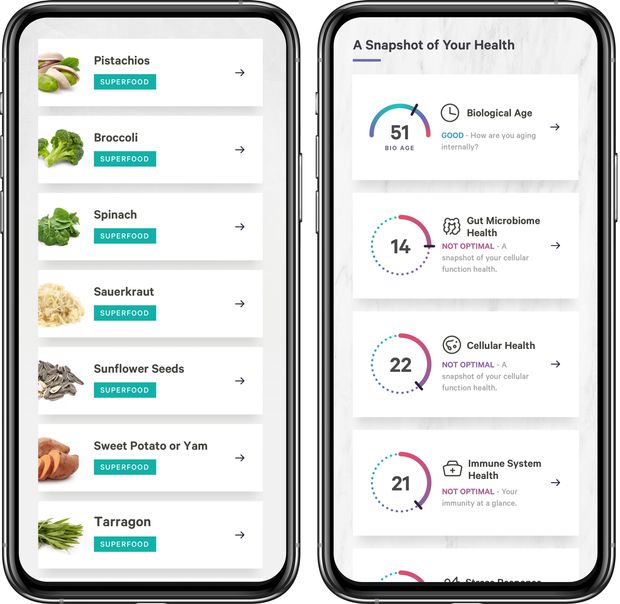 Pistachios
SUPERFOOD
Broccoli
SUPERFOOD
Spinach
SUPERFOOD
Sauerkraut
SUPERFOOD
Sunflower Seeds
SUPERFOOD
Sweet Potato or Yam
SUPERFOOD
Tarragon
SUPERFOOD
A Snapshot of Your Health
51
BIO AGE
Biological Age
GOOD - How are you aging
internally?
14
Gut Microbiome
Health
NOT OPTIMAL - A
snapshot of your cellular
function health.
22
Cellular Health
NOT OPTIMAL - A
snapshot of your cellular
function health.
21
Immune System
Health
NOT OPTIMAL - Your
immunity at a glance.
Stress Response